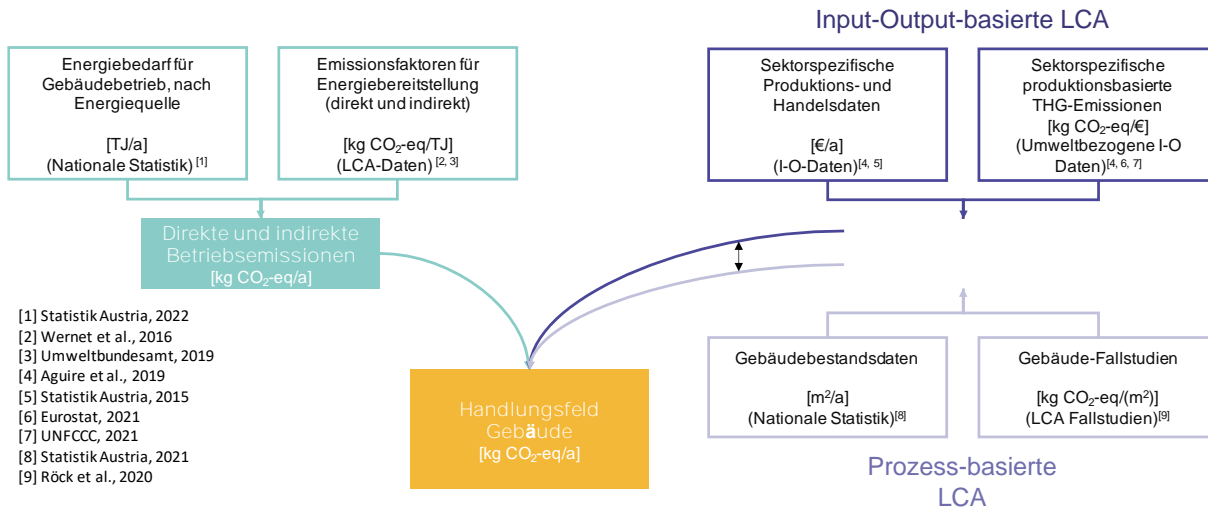 Input-Output-basierte LCA
Energiebedarf für
Gebäudebetrieb, nach
Energiequelle
[TJ/a]
(Nationale Statistik) [1]
Emissionsfaktoren für
Energiebereitstellung
(direkt und indirekt)
[kg CO₂-eq/TJ]
(LCA-Daten) [2, 3]
Sektorspezifische
Produktions- und
Handelsdaten
[€/a]
(I-O-Daten)[4, 5]
Sektorspezifische
produktionsbasierte
THG-Emissionen
[kg CO₂-eq/€]
(Umweltbezogene I-O
Daten)[4, 6, 7]
Direkte und indirekte
Betriebsemissionen
[kg CO₂-eq/a]
[1] Statistik Austria, 2022
[2] Wernet et al., 2016
[3] Umweltbundesamt, 2019
[4] Aguire et al., 2019
[5] Statistik Austria, 2015
[6] Eurostat, 2021
[7] UNFCCC, 2021
[8] Statistik Austria, 2021
[9] Röck et al., 2020
Handlungsfeld
Gebäude
[kg CO₂-eq/a]
Gebäudebestandsdaten
[m²/a]
(Nationale Statistik)[8]
Gebäude-Fallstudien
[kg CO₂-eq/(m²)]
(LCA Fallstudien)[9]
Prozess-basierte
LCA